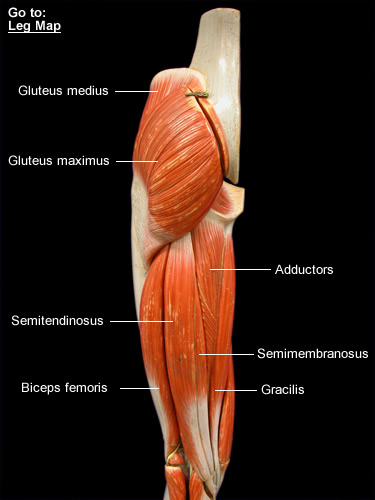 Go to:
Leg Map
Gluteus medius
Gluteus maximus
Adductors
Semitendinosus
Semimembranosus
Biceps femoris
Gracilis